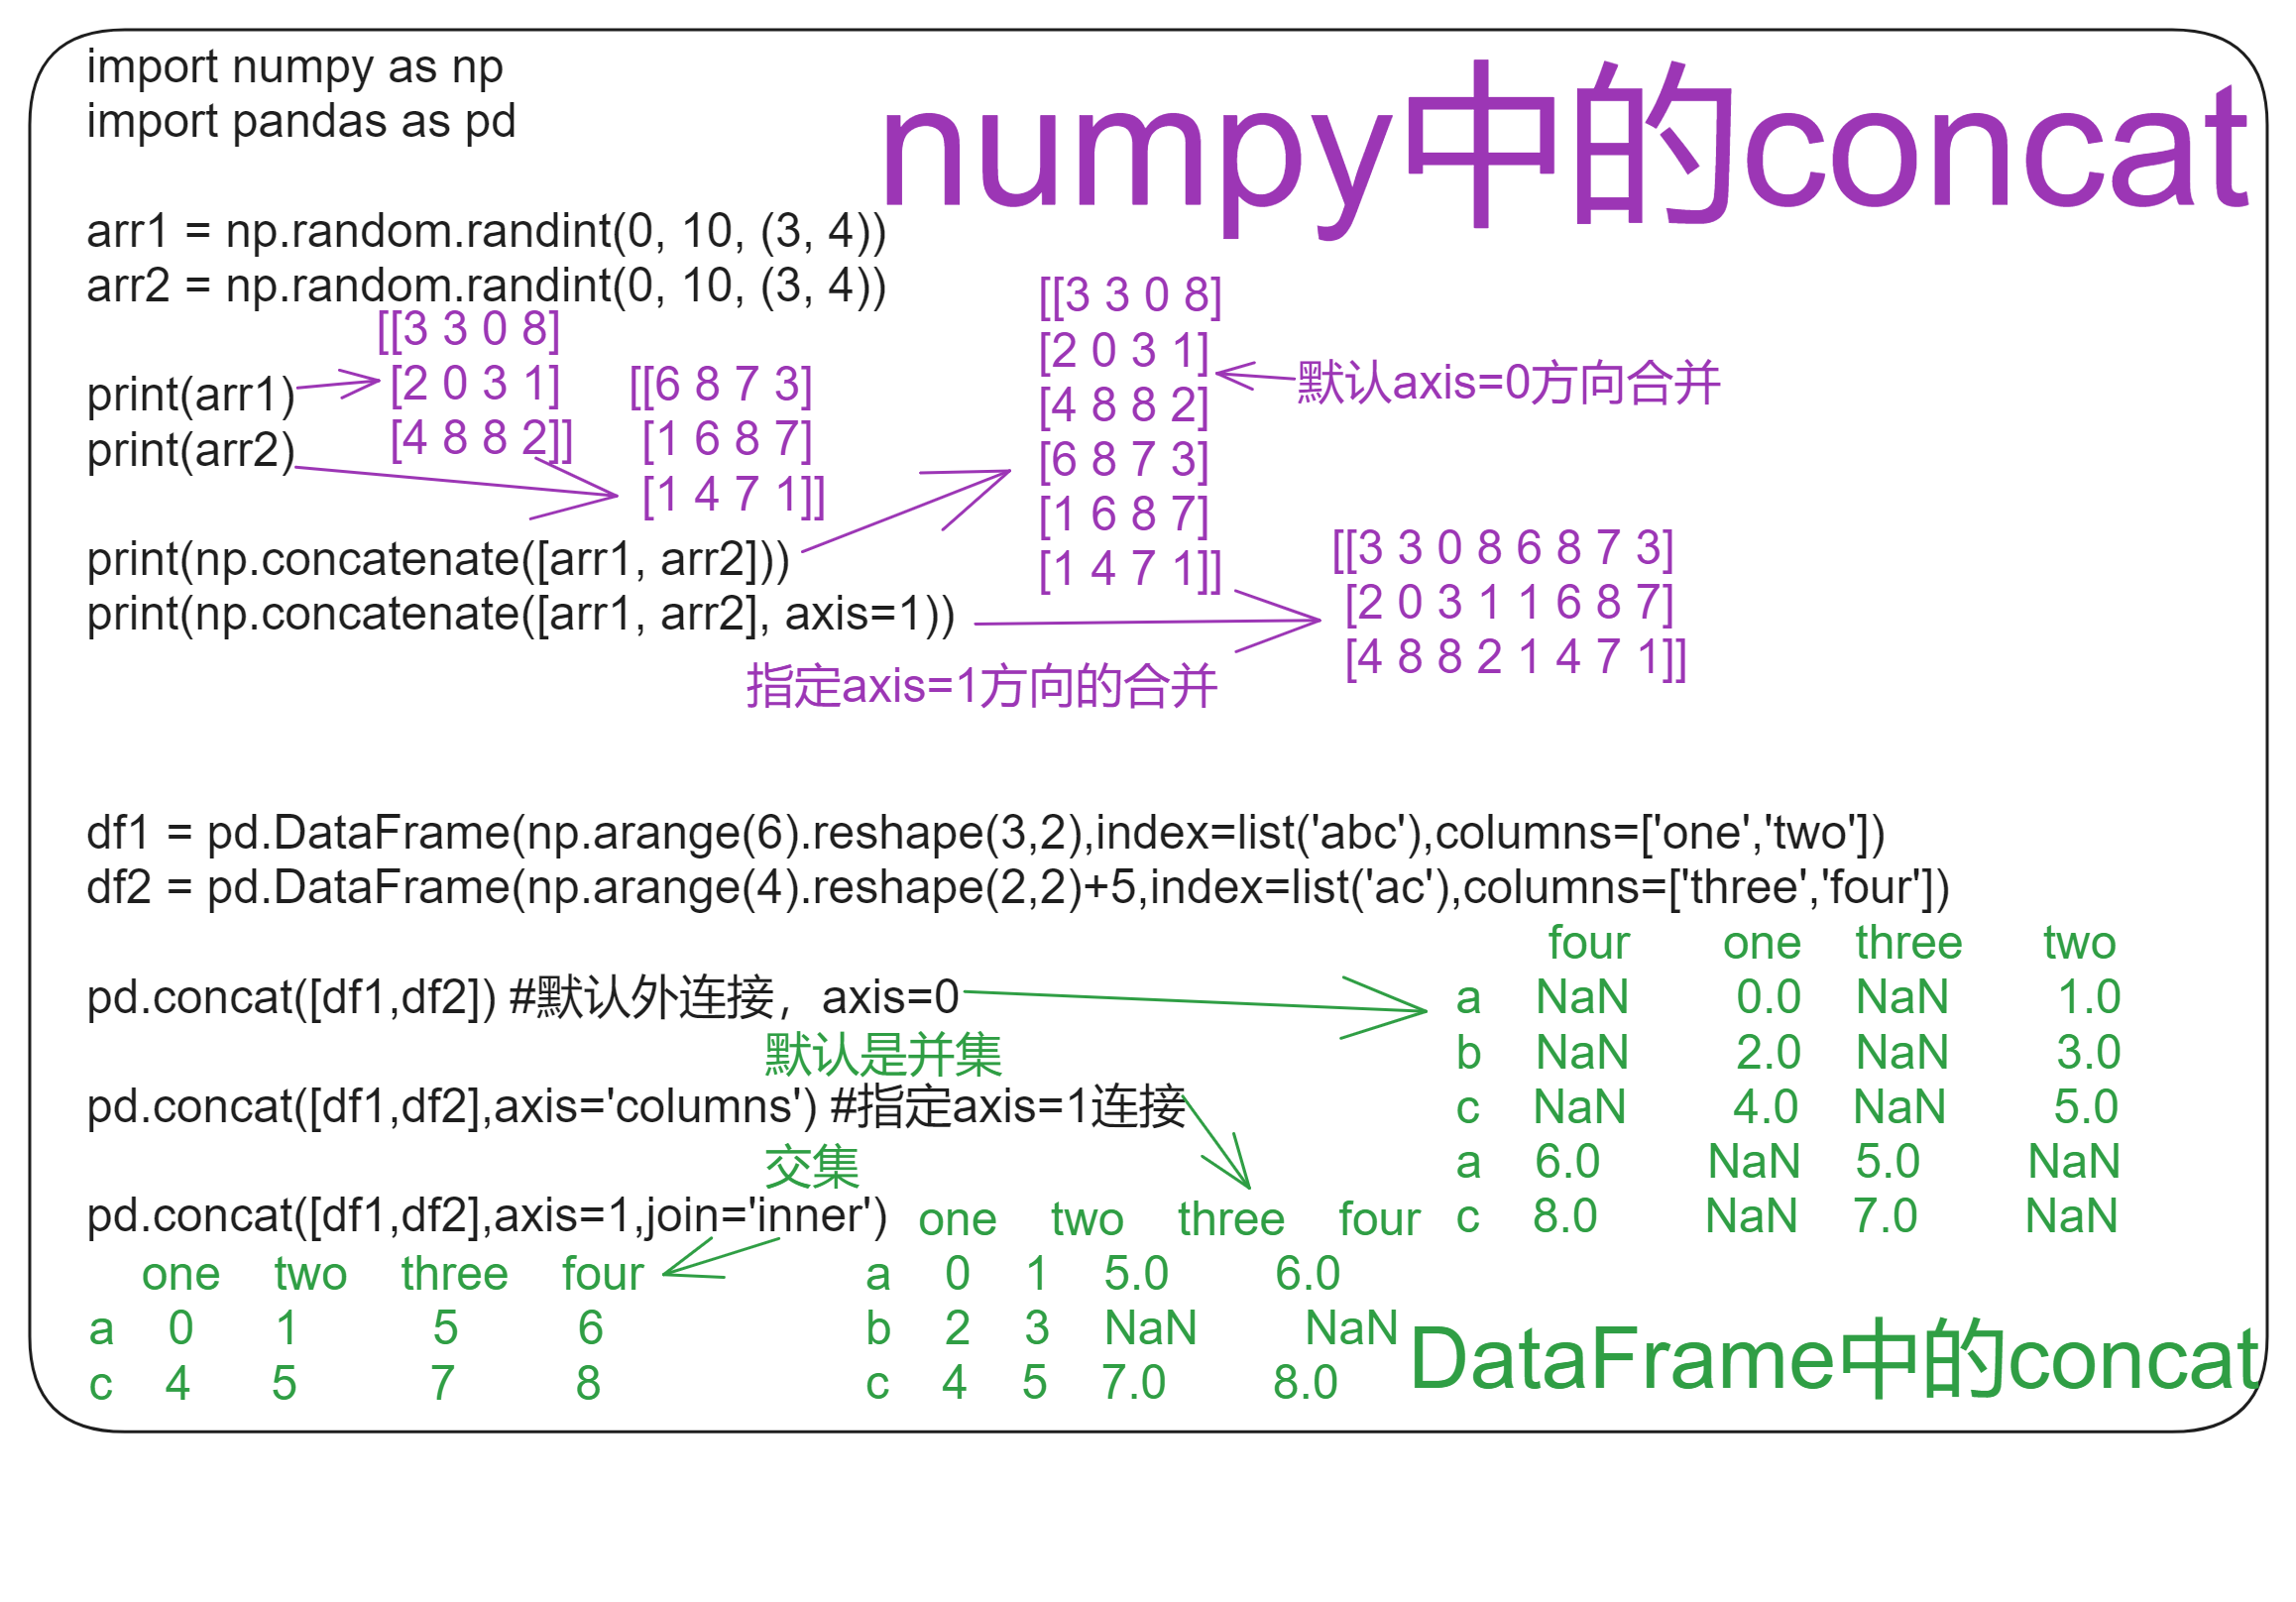 import numpy as np
import pandas as pd
numpy中的concat
arr1 = np.random.randint(0, 10, (3, 4))
arr2 = np.random.randint(0, 10, (3, 4))
print(arr1)
[[3 3 0 8]
[2 0 3 1]
[4 8 8 2]]
print(arr2)
[[6 8 7 3]
[1 6 8 7]
[1 4 7 1]]
print(np.concatenate([arr1, arr2]))
[[3 3 0 8]
[2 0 3 1]
[4 8 8 2]
[6 8 7 3]
[1 6 8 7]
[1 4 7 1]]
默认axis=0方向合并
print(np.concatenate([arr1, arr2], axis=1))
[[3 3 0 8 6 8 7 3]
[2 0 3 1 1 6 8 7]
[4 8 8 2 1 4 7 1]]
指定axis=1方向的合并
df1 = pd.DataFrame(np.arange(6).reshape(3,2),index=list('abc'),columns=['one','two'])
df2 = pd.DataFrame(np.arange(4).reshape(2,2)+5,index=list('ac'),columns=['three','four'])
pd.concat([df1,df2]) #默认外连接，axis=0
默认是并集
four one three two
a NaN 0.0 NaN 1.0
b NaN 2.0 NaN 3.0
c NaN 4.0 NaN 5.0
a 6.0 NaN 5.0 NaN
c 8.0 NaN 7.0 NaN
pd.concat([df1,df2],axis='columns') #指定axis=1连接
交集
one two three four
a 0 1 5.0 6.0
b 2 3 NaN NaN
c 4 5 7.0 8.0
pd.concat([df1,df2],axis=1,join='inner')
one two three four
a 0 1 5 6
c 4 5 7 8
DataFrame中的concat